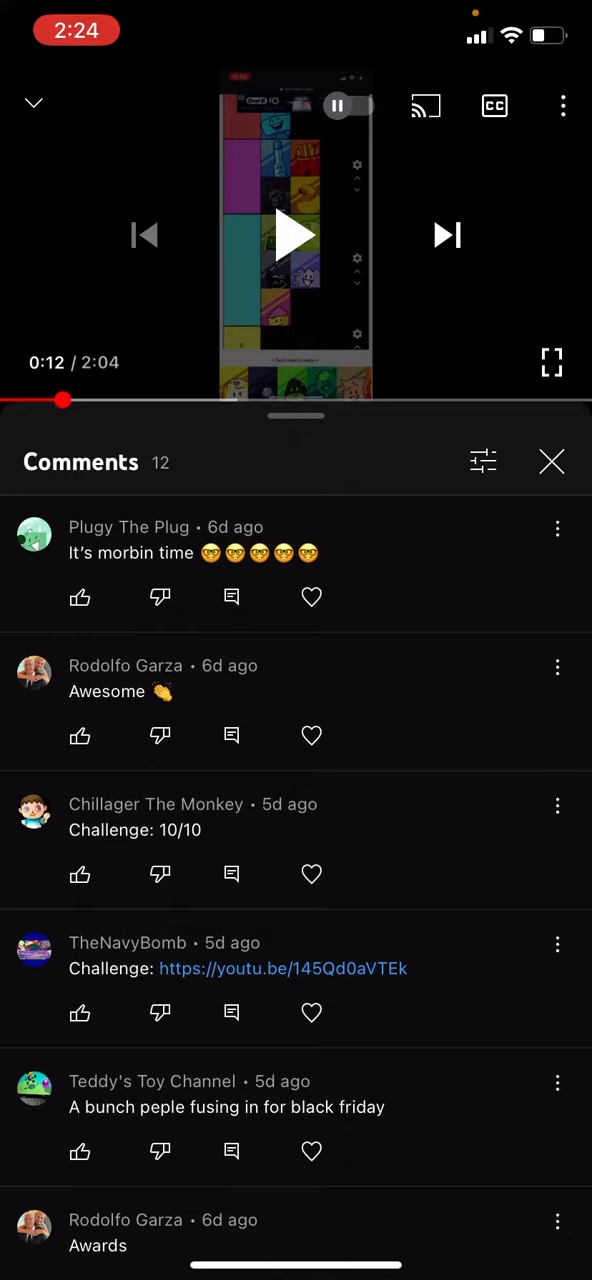 2:24
CC
0:12 / 2:04
Comments 12
Plugy The Plug • 6d ago
It’s morbin time 🤓🤓🤓🤓🤓
Rodolfo Garza • 6d ago
Awesome 👏
Chillager The Monkey • 5d ago
Challenge: 10/10
TheNavyBomb • 5d ago
Challenge: https://youtu.be/145Qd0aVTEk
Teddy's Toy Channel • 5d ago
A bunch peple fusing in for black friday
Rodolfo Garza • 6d ago
Awards